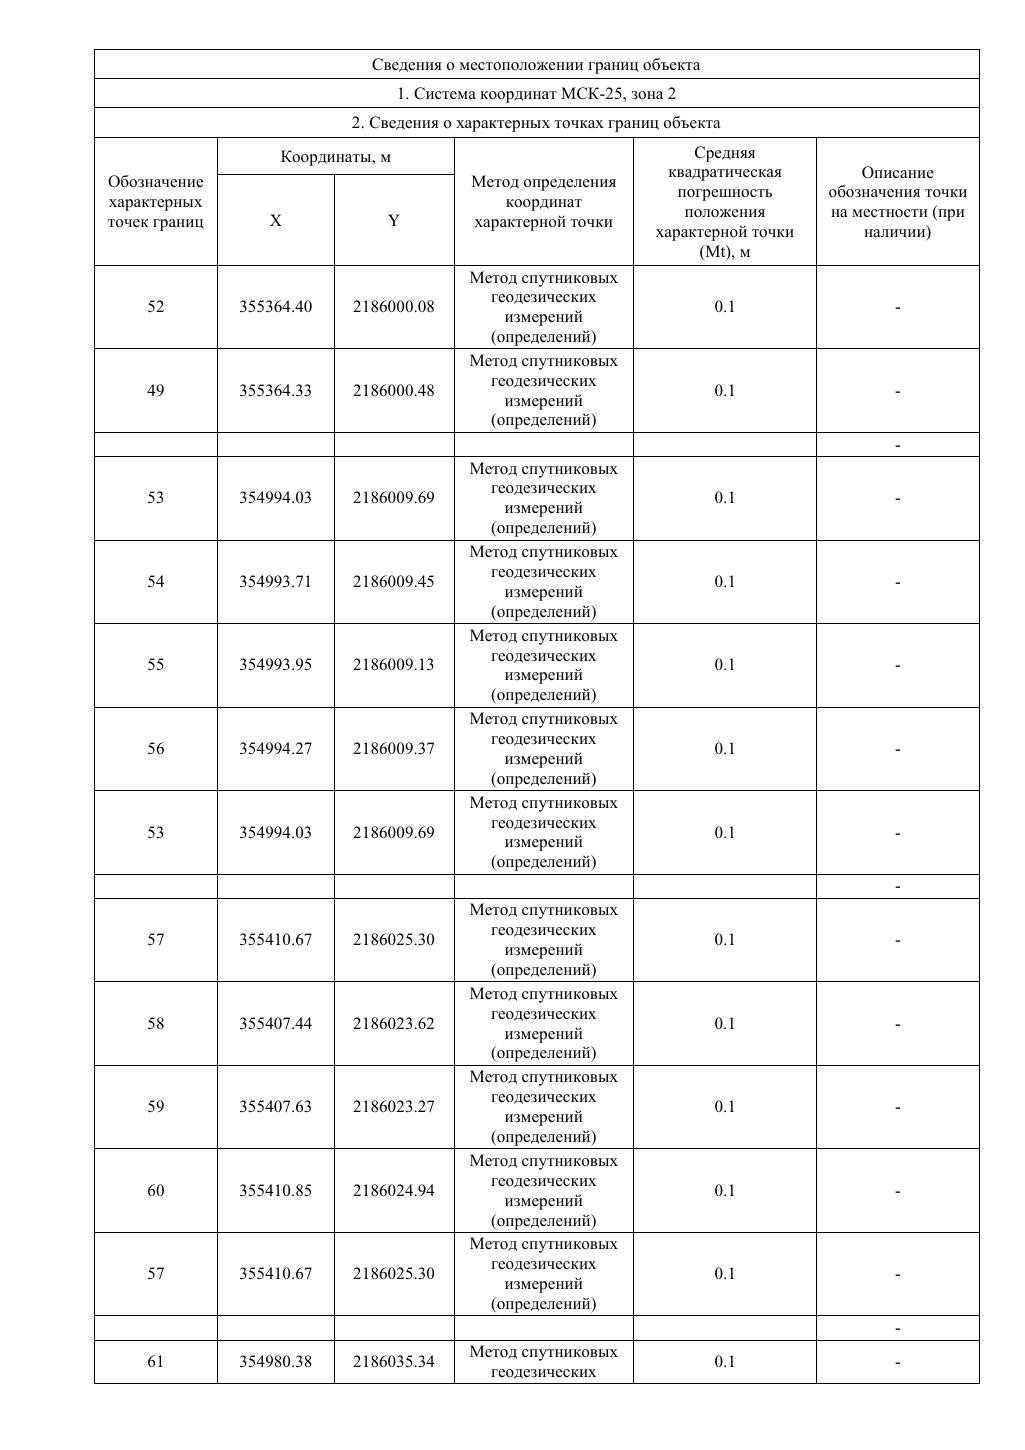 Сведения о местоположении границ объекта
1. Система координат МСК-25, зона 2
2. Сведения о характерных точках границ объекта
Обозначение
характерных
точек границ
Координаты, м
X
Y
Метод определения
координат
характерной точки
Средняя
квадратическая
погрешность
положения
характерной точки
(Mt), м
Описание
обозначения точки
на местности (при
наличии)
52 355364.40 2186000.08 Метод спутниковых
геодезических
измерений
(определений) 0.1 -
49 355364.33 2186000.48 Метод спутниковых
геодезических
измерений
(определений) 0.1 -
-
53 354994.03 2186009.69 Метод спутниковых
геодезических
измерений
(определений) 0.1 -
54 354993.71 2186009.45 Метод спутниковых
геодезических
измерений
(определений) 0.1 -
55 354993.95 2186009.13 Метод спутниковых
геодезических
измерений
(определений) 0.1 -
56 354994.27 2186009.37 Метод спутниковых
геодезических
измерений
(определений) 0.1 -
53 354994.03 2186009.69 Метод спутниковых
геодезических
измерений
(определений) 0.1 -
-
57 355410.67 2186025.30 Метод спутниковых
геодезических
измерений
(определений) 0.1 -
58 355407.44 2186023.62 Метод спутниковых
геодезических
измерений
(определений) 0.1 -
59 355407.63 2186023.27 Метод спутниковых
геодезических
измерений
(определений) 0.1 -
60 355410.85 2186024.94 Метод спутниковых
геодезических
измерений
(определений) 0.1 -
57 355410.67 2186025.30 Метод спутниковых
геодезических
измерений
(определений) 0.1 -
-
61 354980.38 2186035.34 Метод спутниковых
геодезических 0.1 -